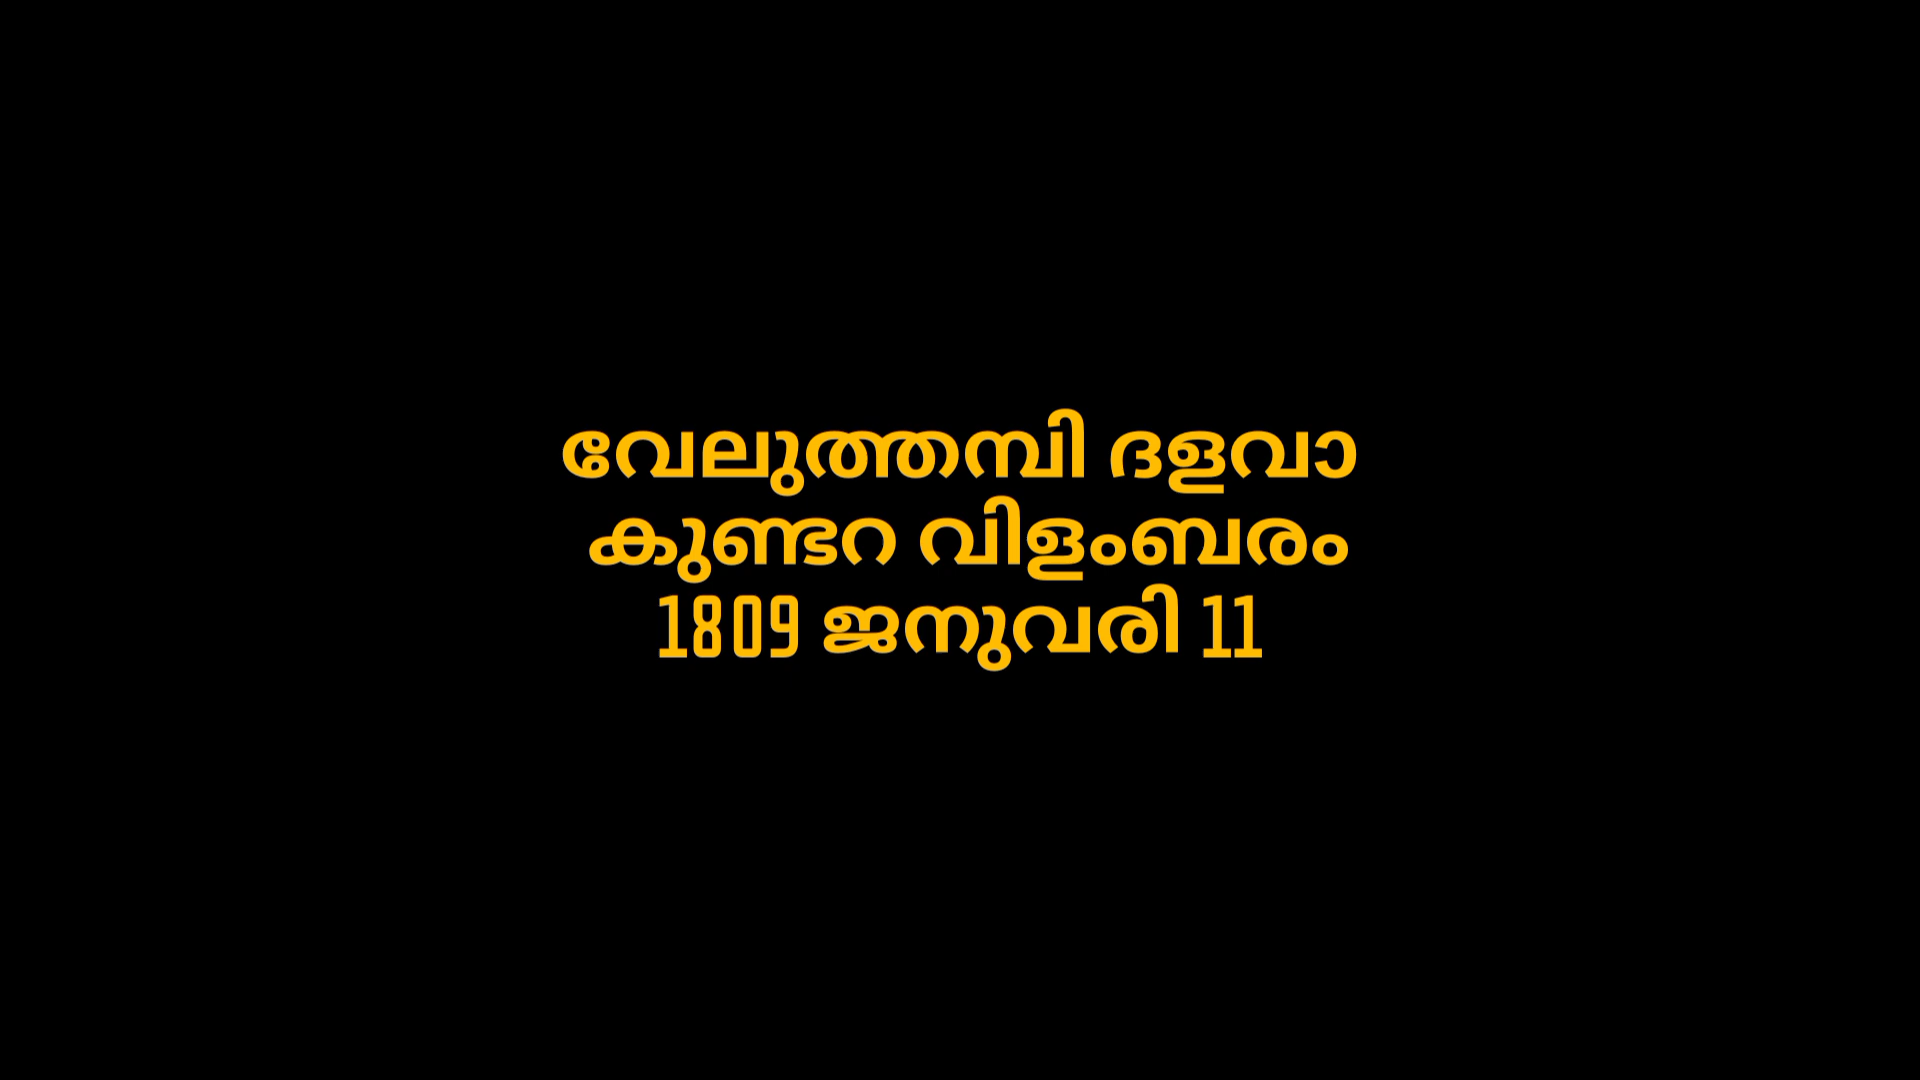 വേലുത്തമ്പി ദളവാ
കുണ്ടറ വിളംബരം
1809 ജനുവരി 11